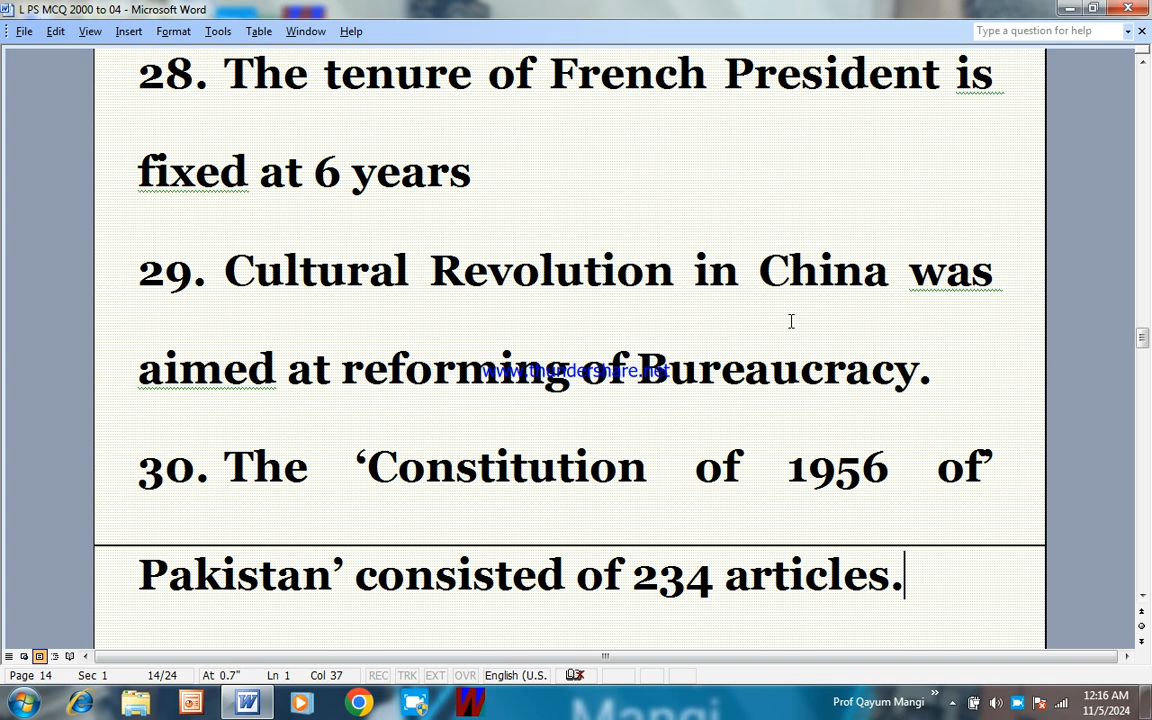 L PS MCQ 2000 to 04 - Microsoft Word
File Edit View Insert Format Tools Table Window Help Type a question for help
28. The tenure of French President is
fixed at 6 years
29. Cultural Revolution in China was
aimed at reforming of Bureaucracy.
www.thundershare.net
30. The ‘Constitution of 1956 of’
Pakistan’ consisted of 234 articles.
Page 14 Sec 1 14/24 At 0.7" Ln 1 Col 37 REC TRK EXT OVR English (U.S.
Mangi
Prof Qayum Mangi
12:16 AM
11/5/2024